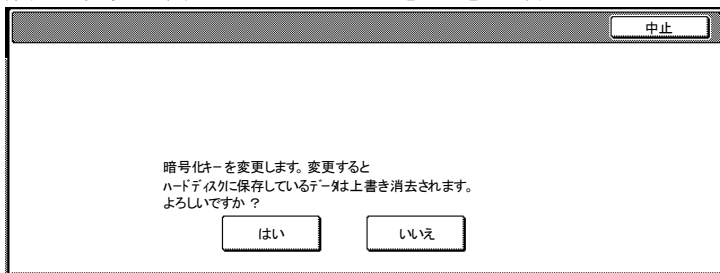 中止
暗号化キーを変更します。変更すると
ハードディスクに保存しているデータは上書き消去されます。
よろしいですか ?
はい いいえ